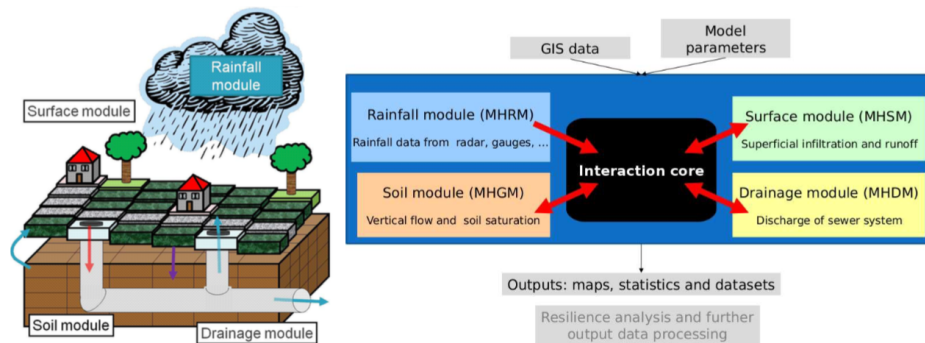 Rainfall
module
Surface module
Soil module
Drainage module
GIS data
Model
parameters
Rainfall module (MHRM)
Rainfall data from radar, gauges, ...
Surface module (MHSM)
Superficial infiltration and runoff
Interaction core
Soil module (MHGM)
Vertical flow and soil saturation
Drainage module (MHDM)
Discharge of sewer system
Outputs: maps, statistics and datasets
Resilience analysis and further
output data processing